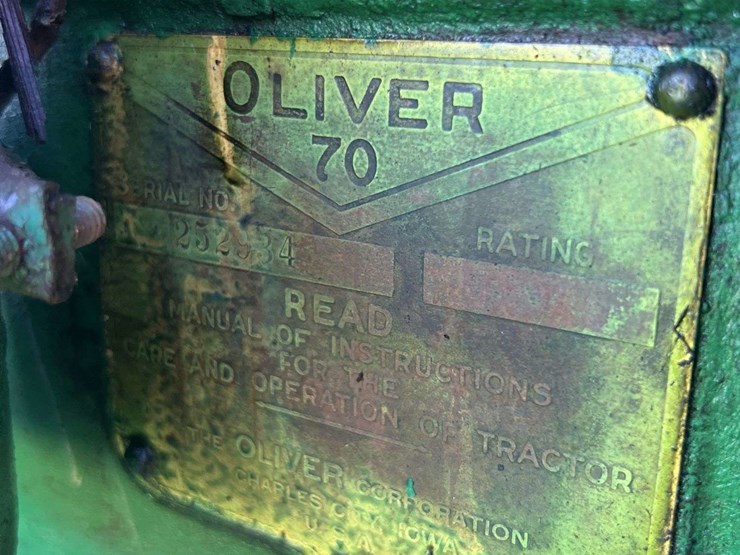 OLIVER
70
SERIAL NO.
RATING
READ
MANUAL OF INSTRUCTIONS
FOR THE
CARE AND OPERATION OF TRACTOR
THE OLIVER CORPORATION
CHARLES CITY, IOWA
U.S.A.